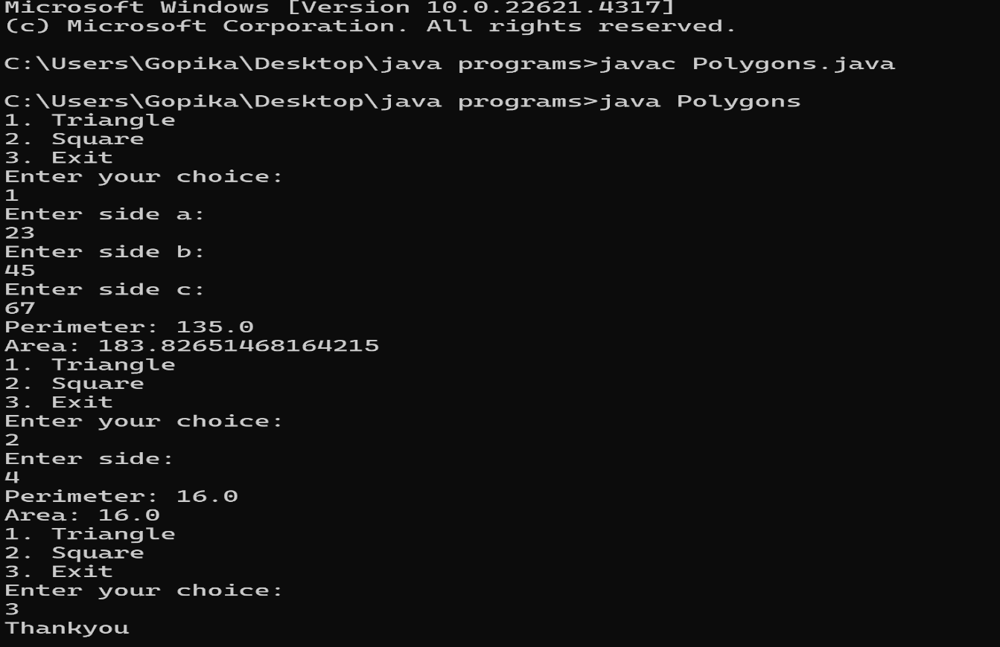 Microsoft Windows [Version 10.0.22621.4317]
(c) Microsoft Corporation. All rights reserved.
C:\Users\Gopika\Desktop\java programs>javac Polygons.java
C:\Users\Gopika\Desktop\java programs>java Polygons
1. Triangle
2. Square
3. Exit
Enter your choice:
1
Enter side a:
23
Enter side b:
45
Enter side c:
67
Perimeter: 135.0
Area: 183.82651468164215
1. Triangle
2. Square
3. Exit
Enter your choice:
2
Enter side:
4
Perimeter: 16.0
Area: 16.0
1. Triangle
2. Square
3. Exit
Enter your choice:
3
Thankyou